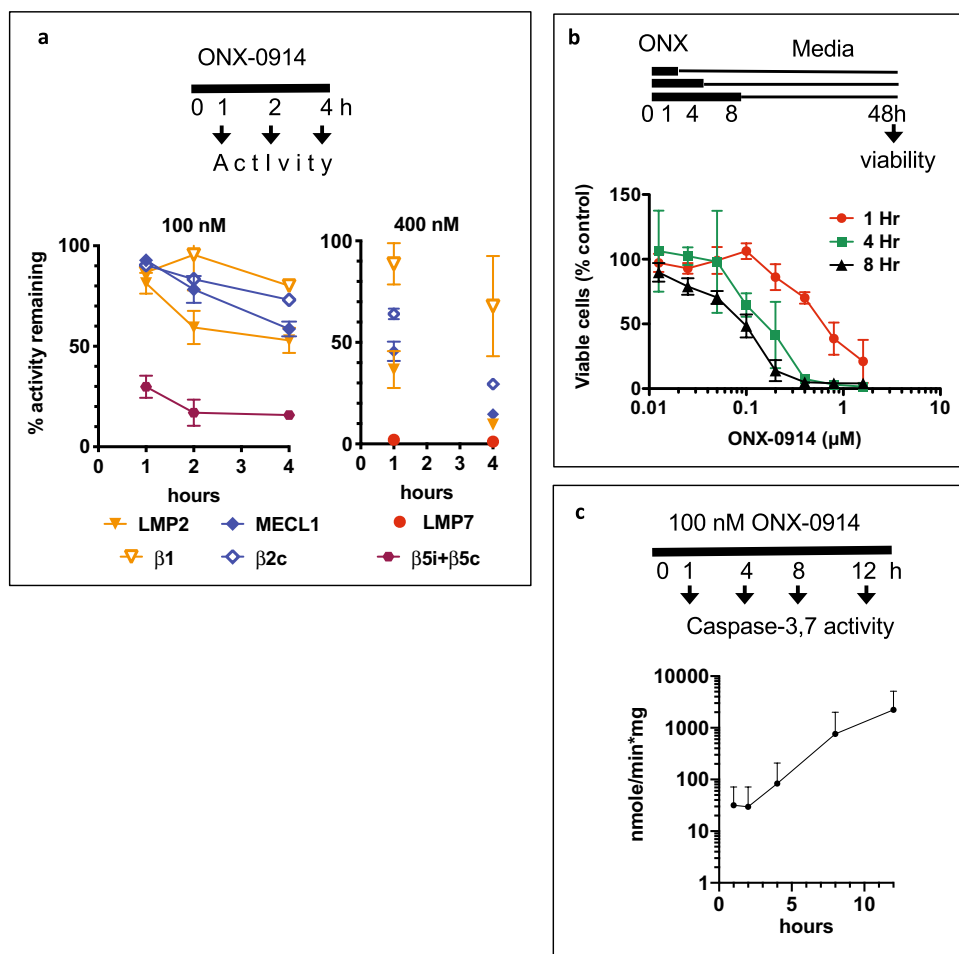 a
ONX-0914
0 1 2 4 h
ActIvity
100 nM
400 nM
% activity remaining
100
50
0
0 1 2 3 4
hours
100
50
0
0 1 2 3 4
hours
LMP2
MECL1
LMP7
β1
β2c
β5i+β5c
b
ONX
Media
0 1 4 8 48h
viability
Viable cells (% control)
150
100
50
0
0.01 0.1 1 10
ONX-0914 (µM)
1 Hr
4 Hr
8 Hr
c
100 nM ONX-0914
0 1 4 8 12 h
Caspase-3,7 activity
nmole/min*mg
10000
1000
100
10
1
0 5 10
hours